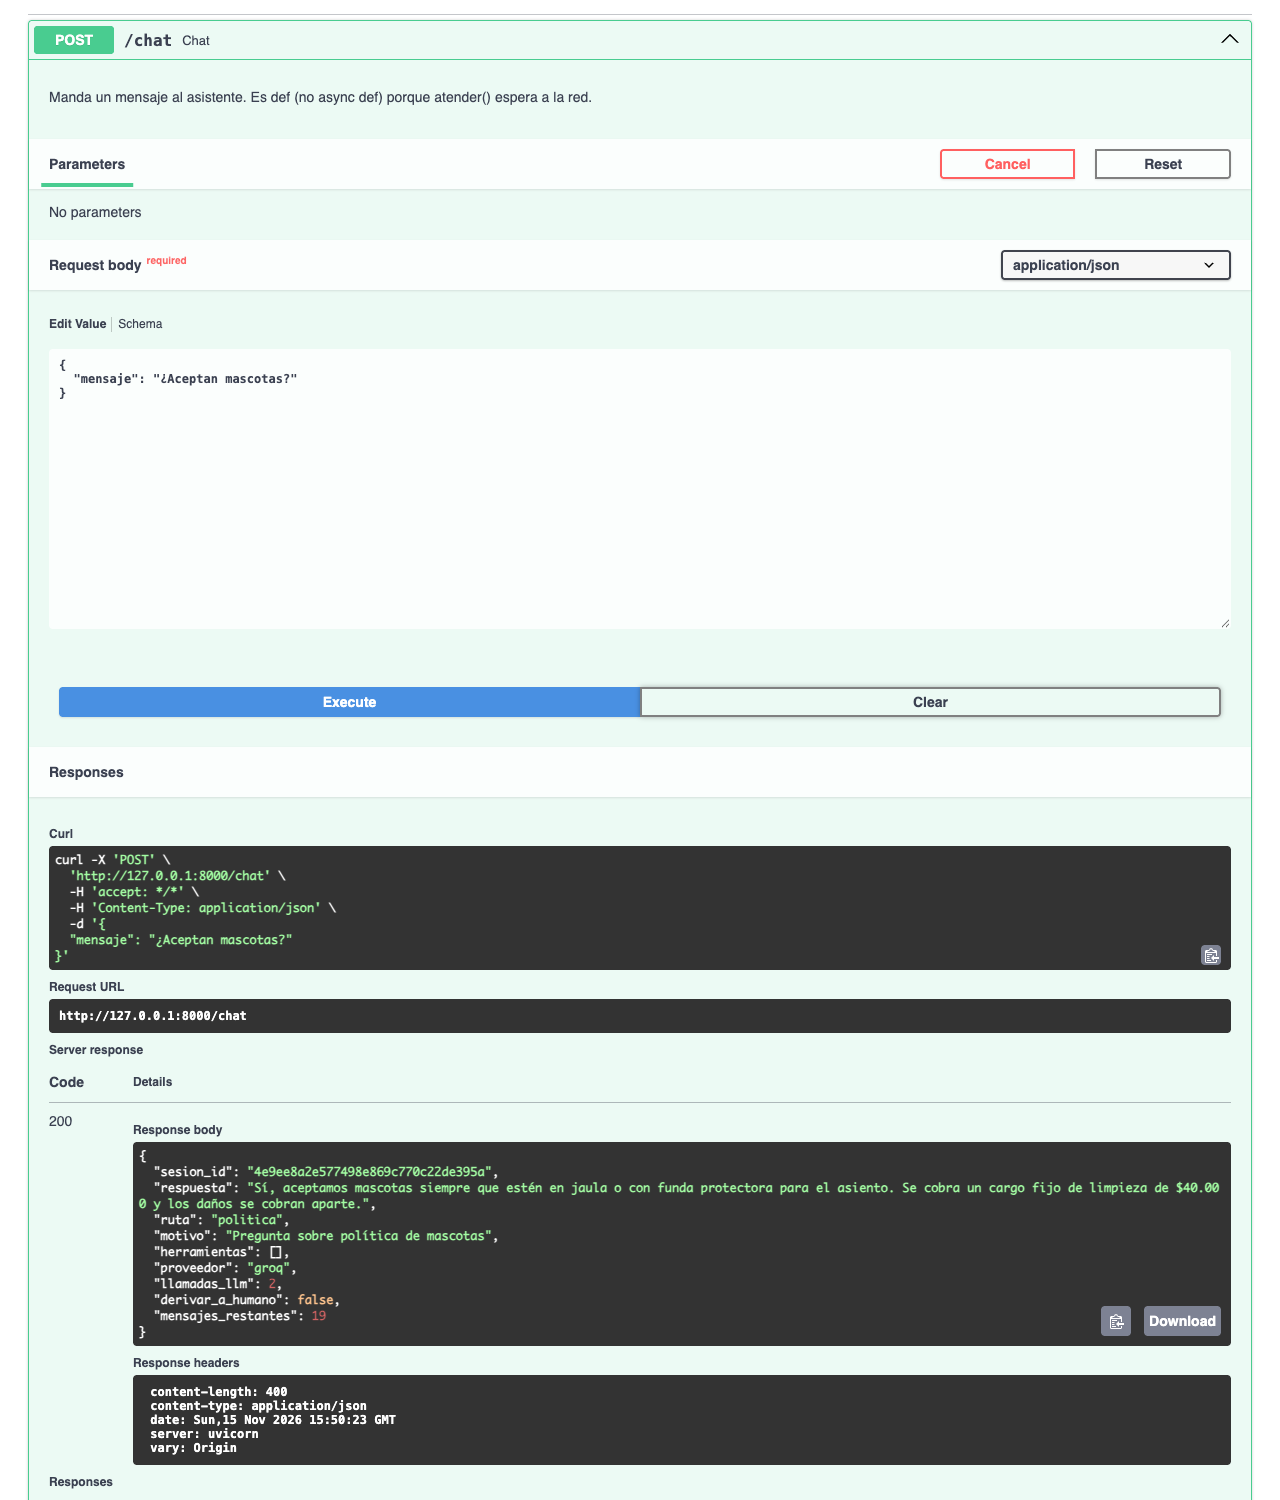 POST /chat Chat
Manda un mensaje al asistente. Es def (no async def) porque atender() espera a la red.
Parameters
Cancel
Reset
No parameters
Request body required
application/json
Edit Value | Schema
{
  "mensaje": "¿Aceptan mascotas?"
}
Execute
Clear
Responses
Curl
curl -X 'POST' \
  'http://127.0.0.1:8000/chat' \
  -H 'accept: */*' \
  -H 'Content-Type: application/json' \
  -d '{
  "mensaje": "¿Aceptan mascotas?"
}'
Request URL
http://127.0.0.1:8000/chat
Server response
Code Details
200
Response body
{
  "sesion_id": "4e9ee8a2e577498e869c770c22de395a",
  "respuesta": "Sí, aceptamos mascotas siempre que estén en jaula o con funda protectora para el asiento. Se cobra un cargo fijo de limpieza de $40.00
0 y los daños se cobran aparte.",
  "ruta": "politica",
  "motivo": "Pregunta sobre política de mascotas",
  "herramientas": [],
  "proveedor": "groq",
  "llamadas_llm": 2,
  "derivar_a_humano": false,
  "mensajes_restantes": 19
}
Download
Response headers
content-length: 400
content-type: application/json
date: Sun,15 Nov 2026 15:50:23 GMT
server: uvicorn
vary: Origin
Responses